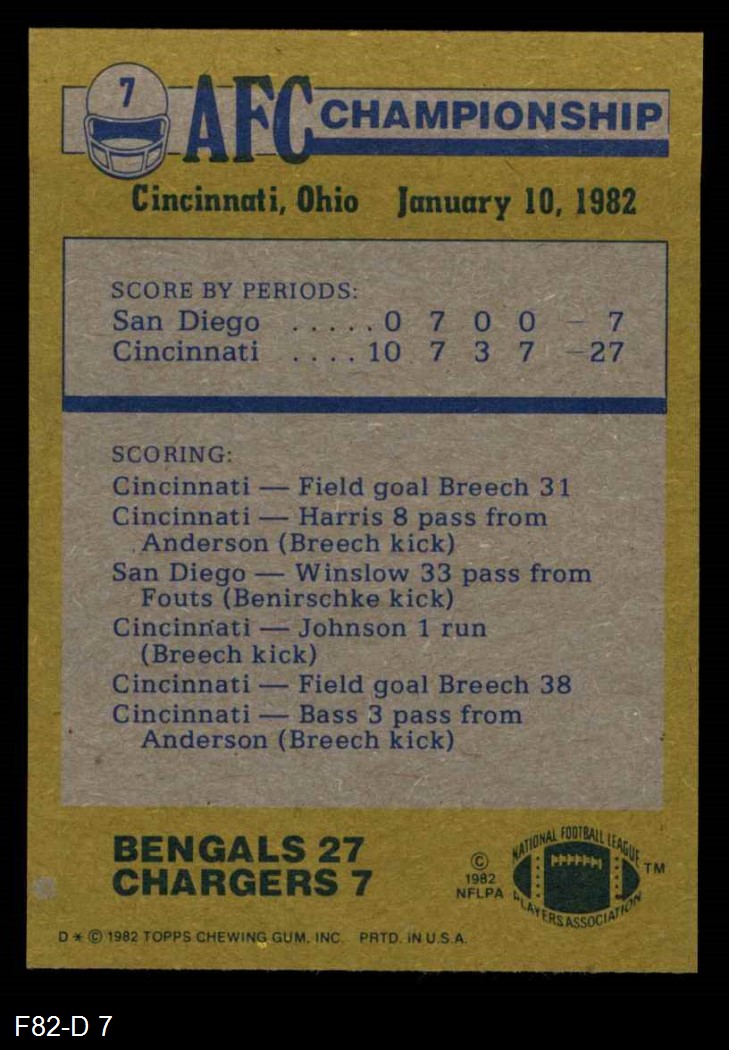 7
AFC CHAMPIONSHIP
Cincinnati, Ohio January 10, 1982
SCORE BY PERIODS:
San Diego . . . . . . 0 7 0 0 — 7
Cincinnati . . . . 10 7 3 7 —27
SCORING:
Cincinnati — Field goal Breech 31
Cincinnati — Harris 8 pass from
Anderson (Breech kick)
San Diego — Winslow 33 pass from
Fouts (Benirschke kick)
Cincinnati — Johnson 1 run
(Breech kick)
Cincinnati — Field goal Breech 38
Cincinnati — Bass 3 pass from
Anderson (Breech kick)
BENGALS 27
CHARGERS 7
©
1982
NFLPA
NATIONAL FOOTBALL LEAGUE
PLAYERS ASSOCIATION
TM
D * © 1982 TOPPS CHEWING GUM, INC. PRTD. IN U.S.A.
F82-D 7